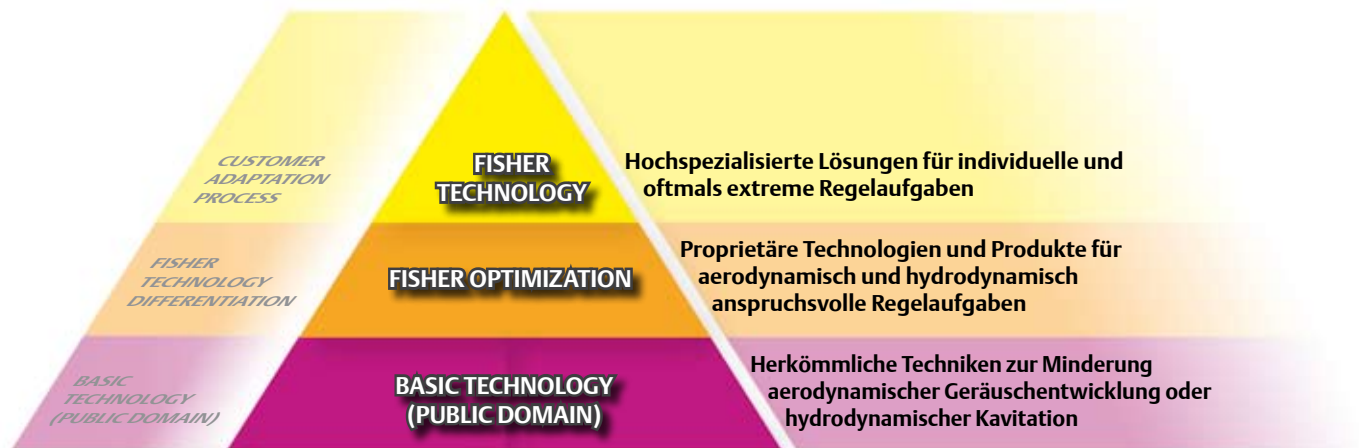 CUSTOMER
ADAPTATION
PROCESS
FISHER
TECHNOLOGY
Hochspezialisierte Lösungen für individuelle und
oftmals extreme Regelaufgaben
FISHER
TECHNOLOGY
DIFFERENTIATION
FISHER OPTIMIZATION
Proprietäre Technologien und Produkte für
aerodynamisch und hydrodynamisch
anspruchsvolle Regelaufgaben
BASIC
TECHNOLOGY
(PUBLIC DOMAIN)
BASIC TECHNOLOGY
(PUBLIC DOMAIN)
Herkömmliche Techniken zur Minderung
aerodynamischer Geräuschentwicklung oder
hydrodynamischer Kavitation